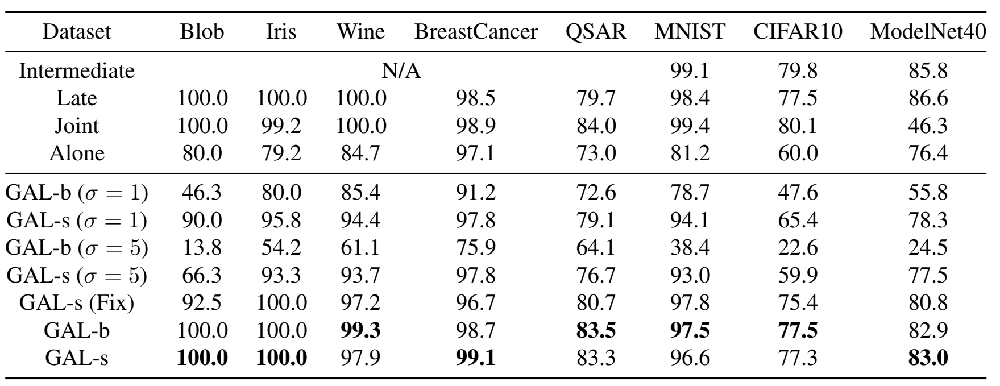 Dataset Blob Iris Wine BreastCancer QSAR MNIST CIFAR10 ModelNet40
Intermediate N/A 99.1 79.8 85.8
Late 100.0 100.0 100.0 98.5 79.7 98.4 77.5 86.6
Joint 100.0 99.2 100.0 98.9 84.0 99.4 80.1 46.3
Alone 80.0 79.2 84.7 97.1 73.0 81.2 60.0 76.4
GAL-b (σ = 1) 46.3 80.0 85.4 91.2 72.6 78.7 47.6 55.8
GAL-s (σ = 1) 90.0 95.8 94.4 97.8 79.1 94.1 65.4 78.3
GAL-b (σ = 5) 13.8 54.2 61.1 75.9 64.1 38.4 22.6 24.5
GAL-s (σ = 5) 66.3 93.3 93.7 97.8 76.7 93.0 59.9 77.5
GAL-s (Fix) 92.5 100.0 97.2 96.7 80.7 97.8 75.4 80.8
GAL-b 100.0 100.0 99.3 98.7 83.5 97.5 77.5 82.9
GAL-s 100.0 100.0 97.9 99.1 83.3 96.6 77.3 83.0